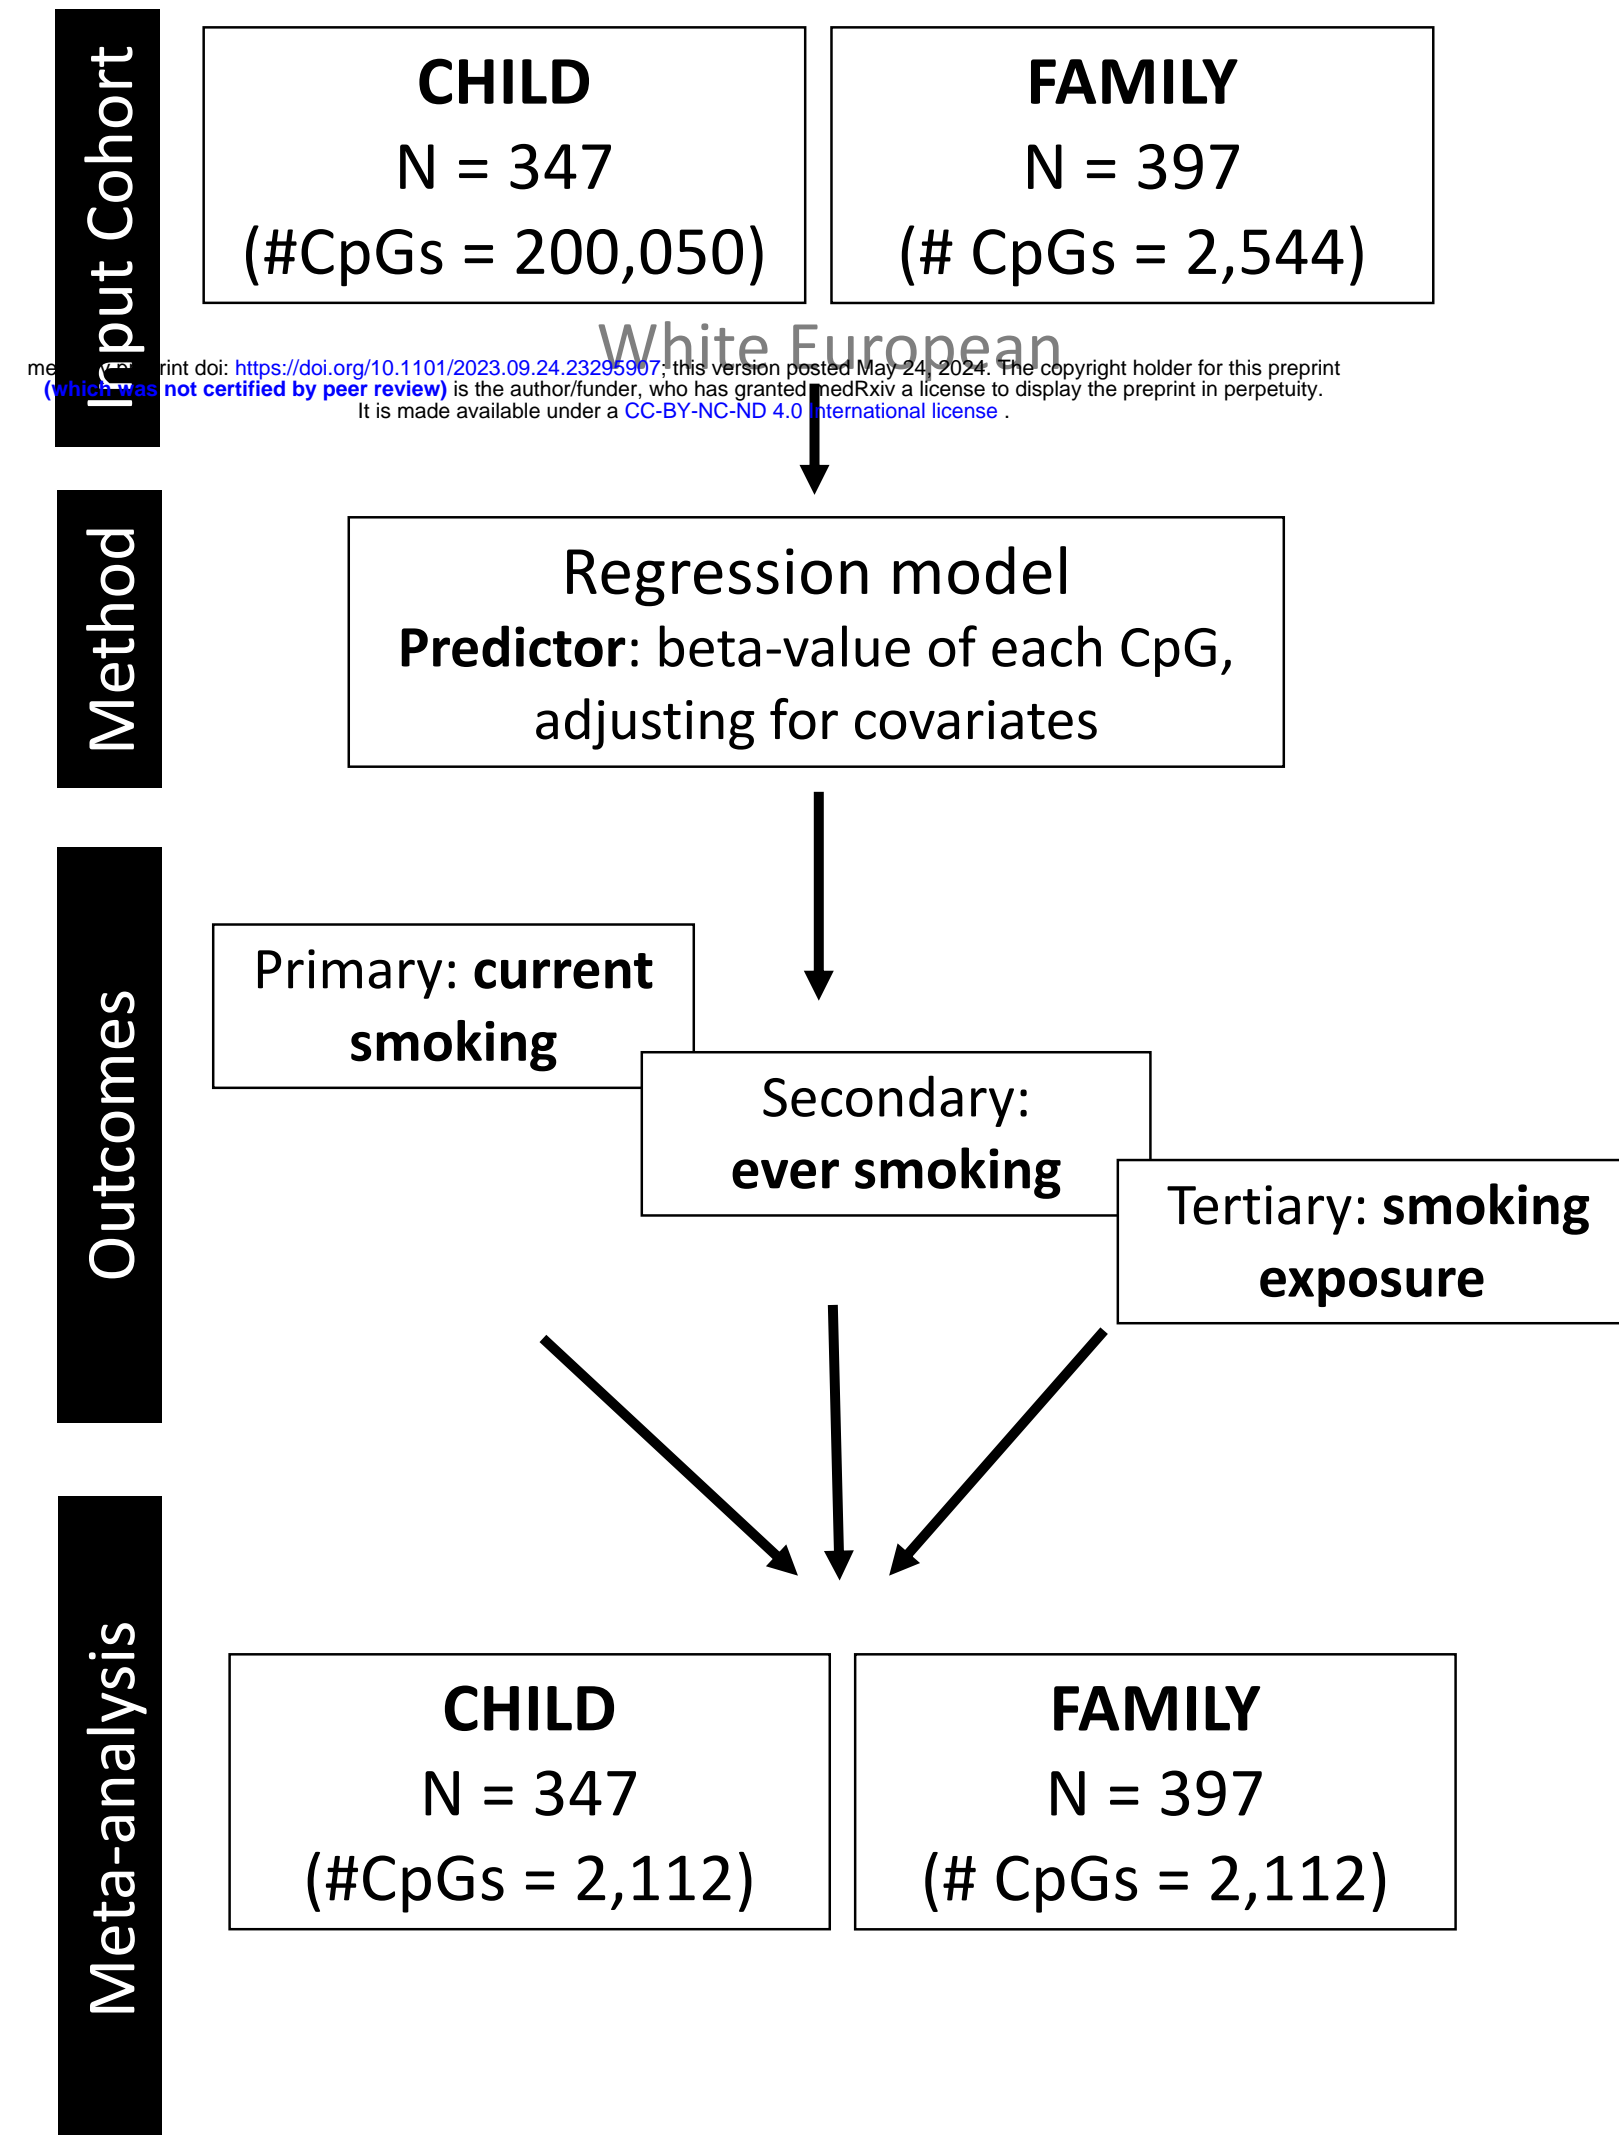 Input Cohort
CHILD
N = 347
(#CpGs = 200,050)
FAMILY
N = 397
(# CpGs = 2,544)
White European
rint doi: https://doi.org/10.1101/2023.09.24.23295907; this version posted May 24, 2024. The copyright holder for this preprint
(which was not certified by peer review) is the author/funder, who has granted medRxiv a license to display the preprint in perpetuity.
It is made available under a CC-BY-NC-ND 4.0 International license .
Method
Regression model
Predictor: beta-value of each CpG,
adjusting for covariates
Outcomes
Primary: current
smoking
Secondary:
ever smoking
Tertiary: smoking
exposure
Meta-analysis
CHILD
N = 347
(#CpGs = 2,112)
FAMILY
N = 397
(# CpGs = 2,112)